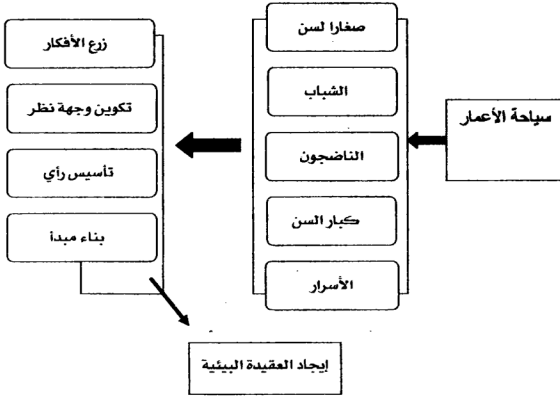 سياحة الأعمار
صغارا لسن
الشباب
الناضجون
كبار السن
الأسرار
زرع الأفكار
تكوين وجهة نظر
تأسيس رأي
بناء مبدأ
إيجاد العقيدة البيئية